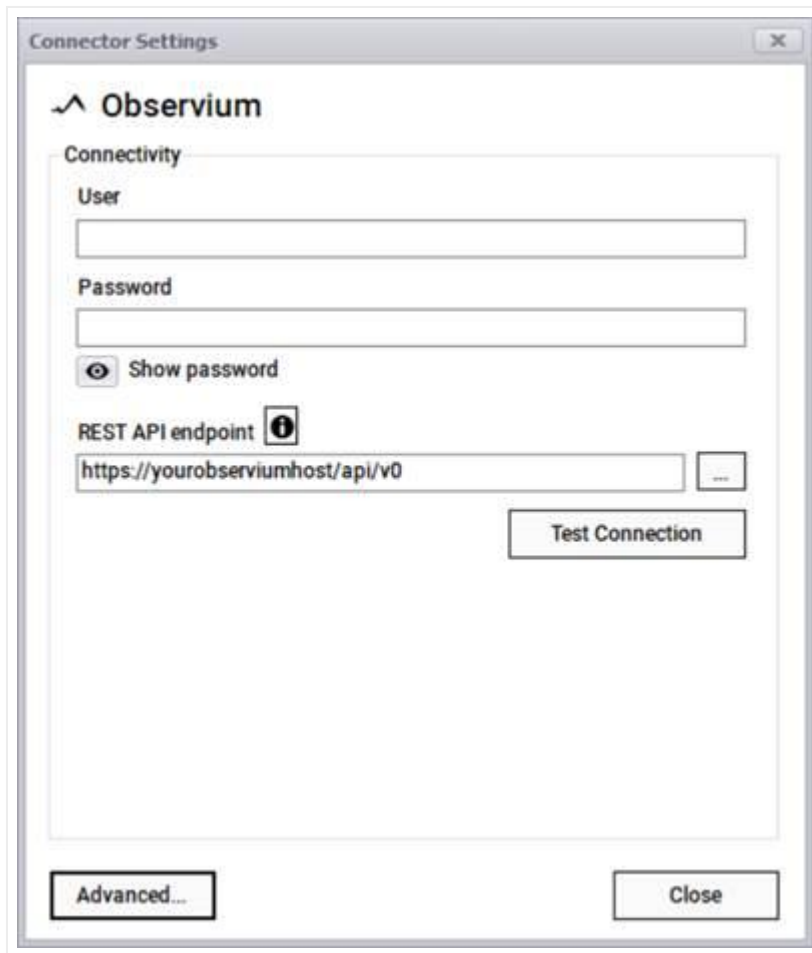 Connector Settings
Observium
Connectivity
User
Password
Show password
REST API endpoint
https://yourobserviumhost/api/v0
...
Test Connection
Advanced...
Close